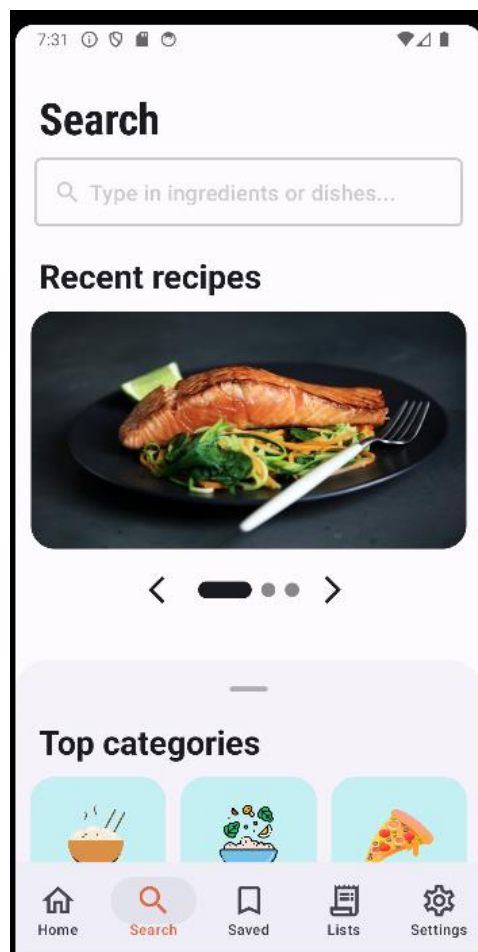 7:31
Search
Type in ingredients or dishes...
Recent recipes
Top categories
Home
Search
Saved
Lists
Settings